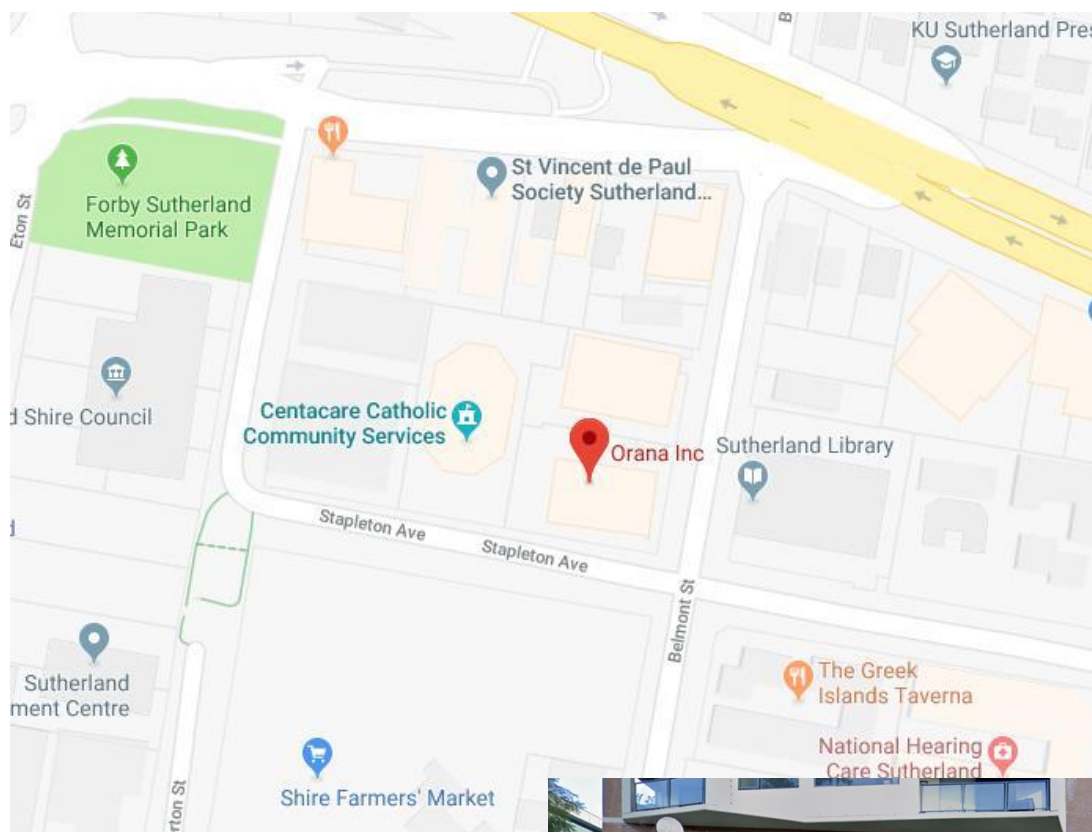 KU Sutherland Pres
St Vincent de Paul
Society Sutherland...
Forby Sutherland
Memorial Park
Eton St
d Shire Council
Centacare Catholic
Community Services
Orana Inc
Sutherland Library
Stapleton Ave
Stapleton Ave
Belmont St
Sutherland
ment Centre
The Greek
Islands Taverna
National Hearing
Care Sutherland
Shire Farmers' Market
rton St